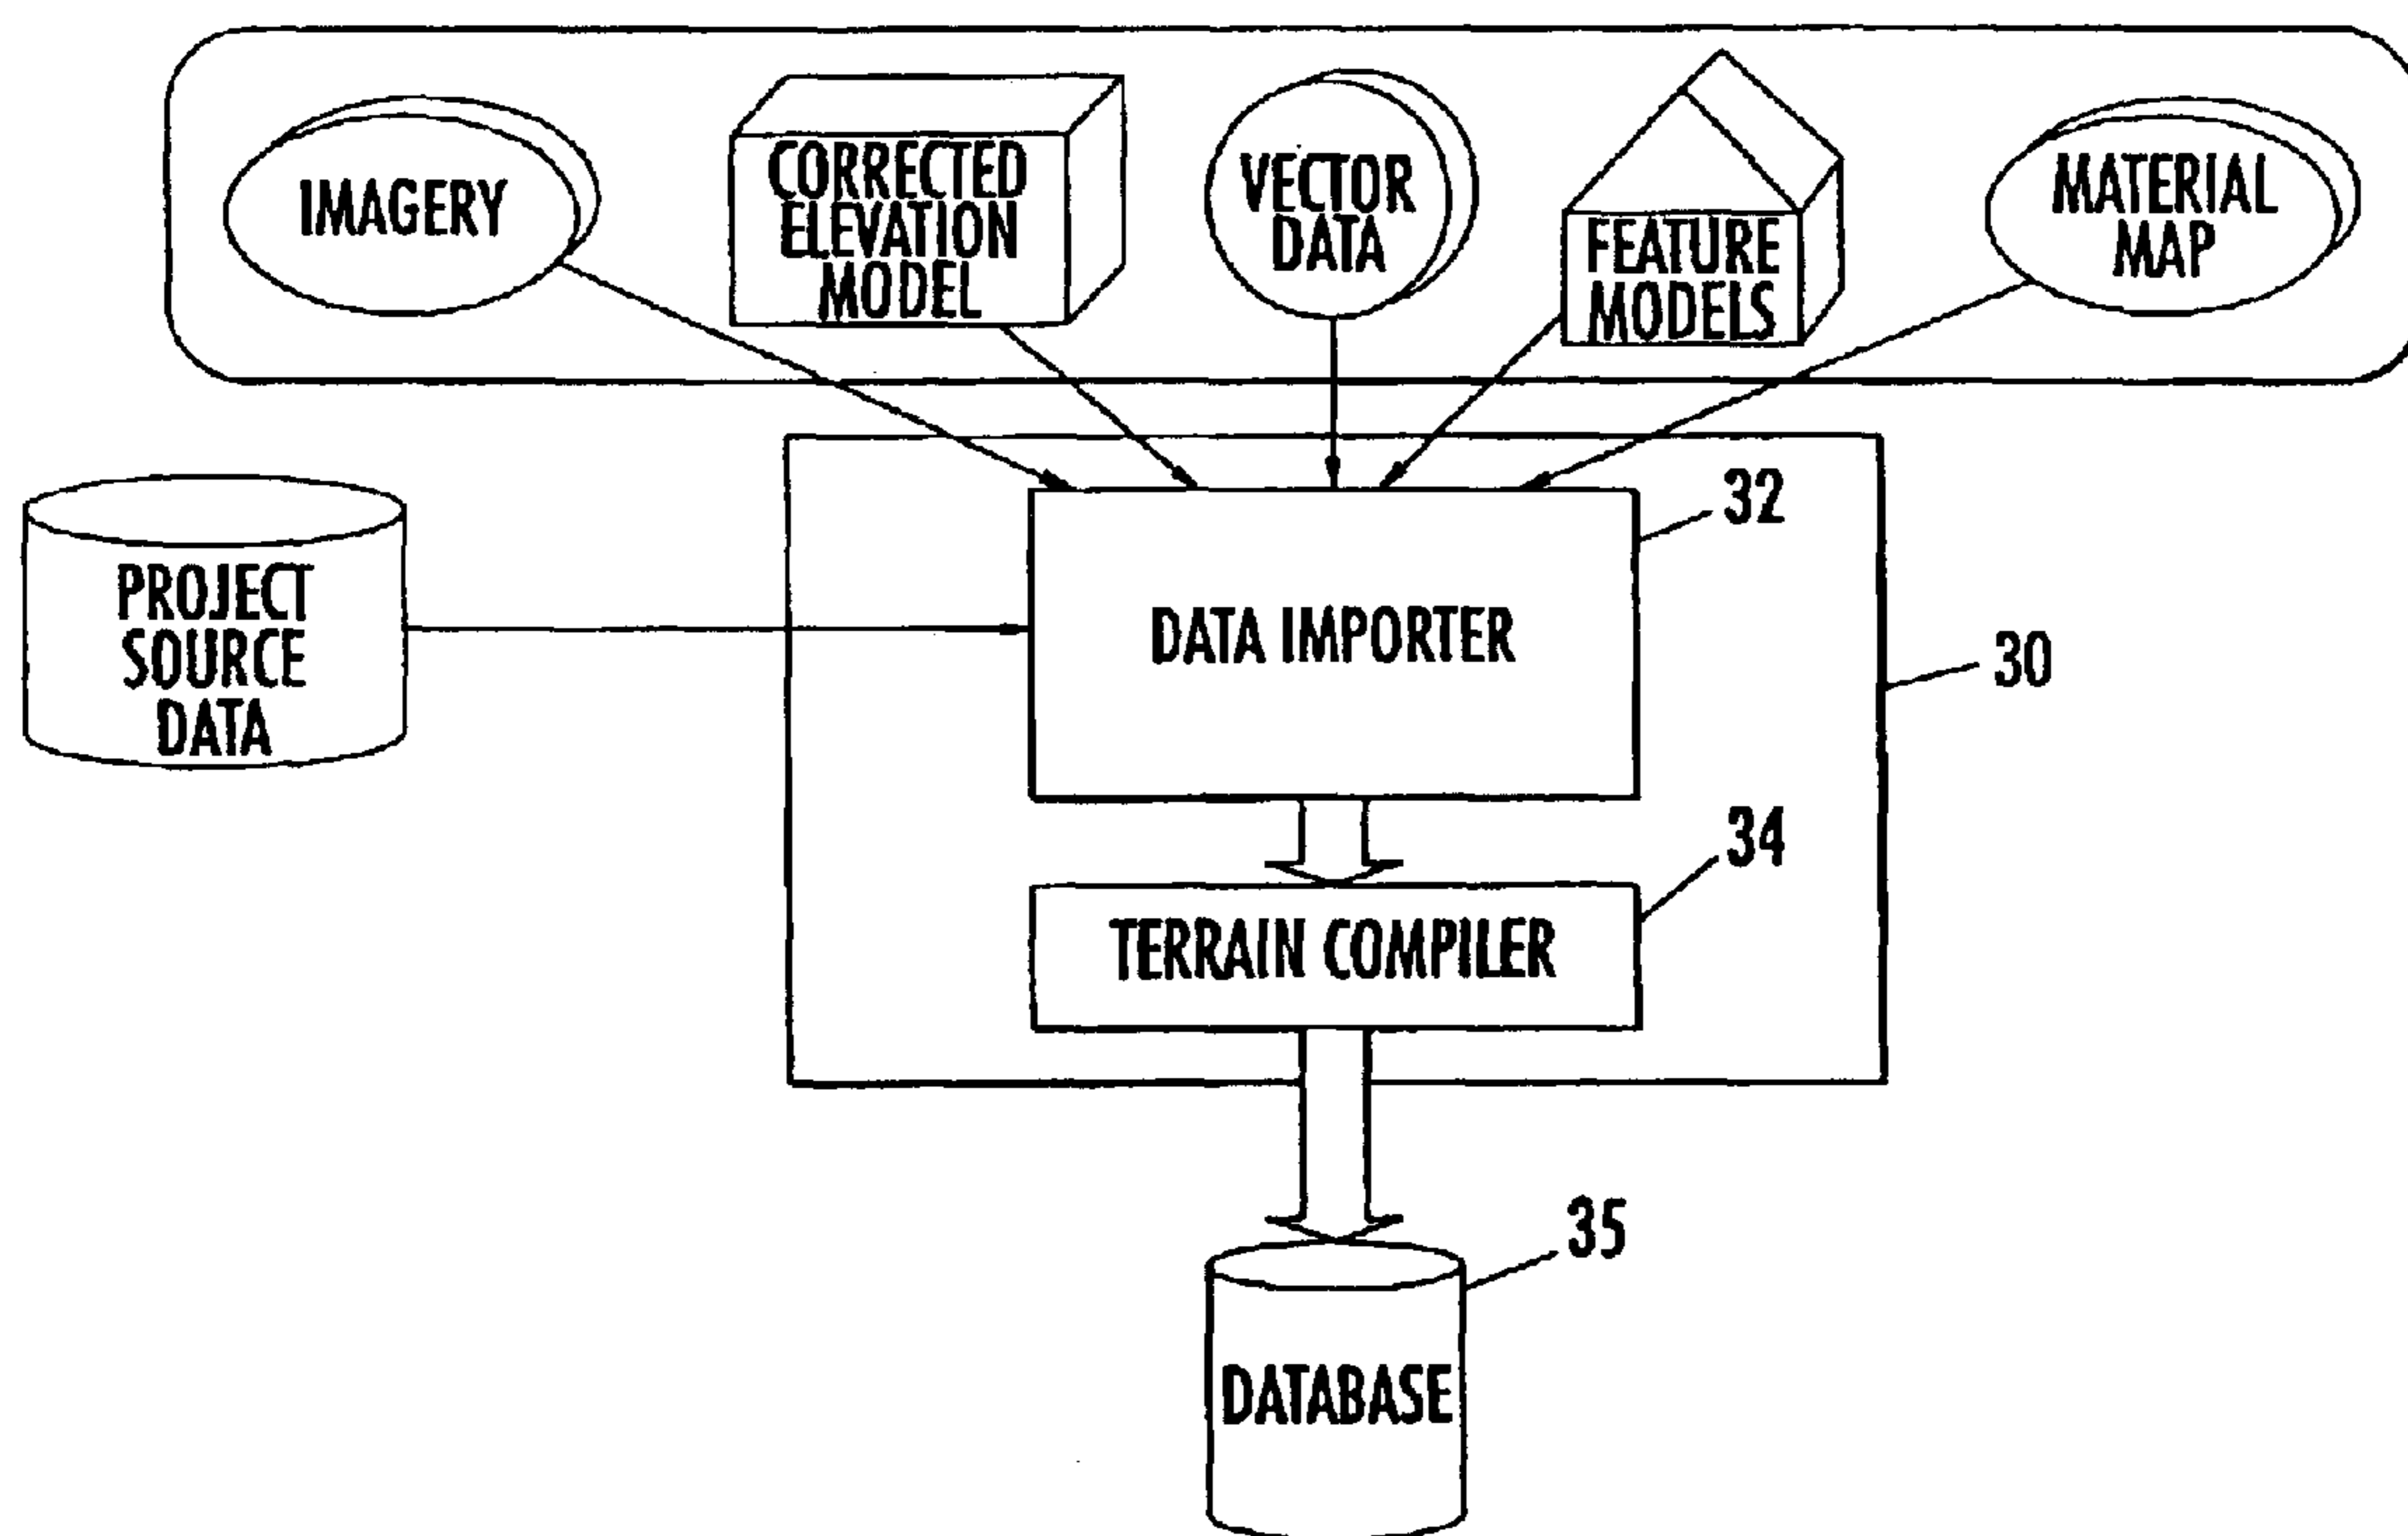 IMAGERY
CORRECTED
ELEVATION
MODEL
VECTOR
DATA
FEATURE
MODELS
MATERIAL
MAP
PROJECT
SOURCE
DATA
32
DATA IMPORTER
30
34
TERRAIN COMPILER
35
DATABASE